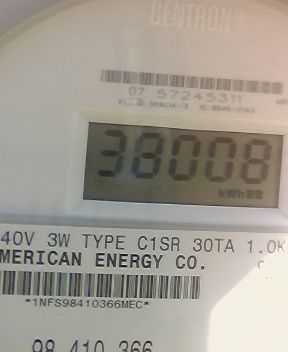 CENTRON
07 57245311
38008
kWh
40V 3W TYPE C1SR 30TA 1.0K
MERICAN ENERGY CO.
*1NFS98410366MEC*
98 410 366